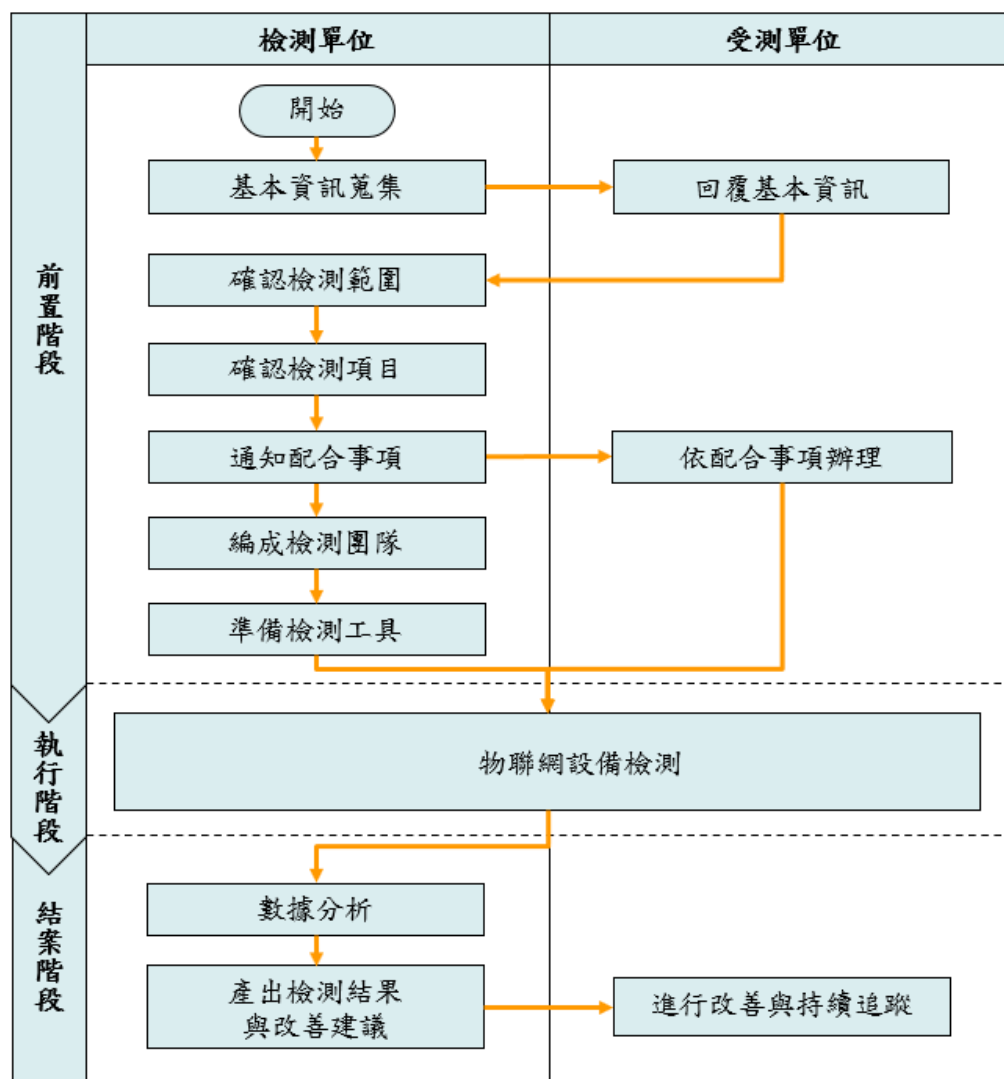 檢測單位
受測單位
前置階段
開始
基本資訊蒐集
回覆基本資訊
確認檢測範圍
確認檢測項目
通知配合事項
依配合事項辦理
編成檢測團隊
準備檢測工具
執行階段
物聯網設備檢測
結案階段
數據分析
產出檢測結果
與改善建議
進行改善與持續追蹤